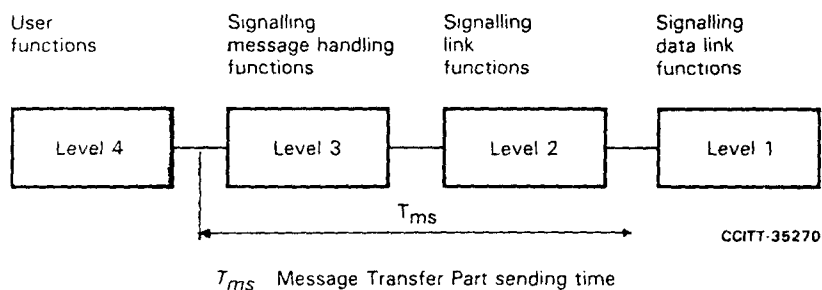 User
functions
Signalling
message handling
functions
Signalling
link
functions
Signalling
data link
functions
Level 4
Level 3
Level 2
Level 1
Tms
CCITT-35270
Tms Message Transfer Part sending time